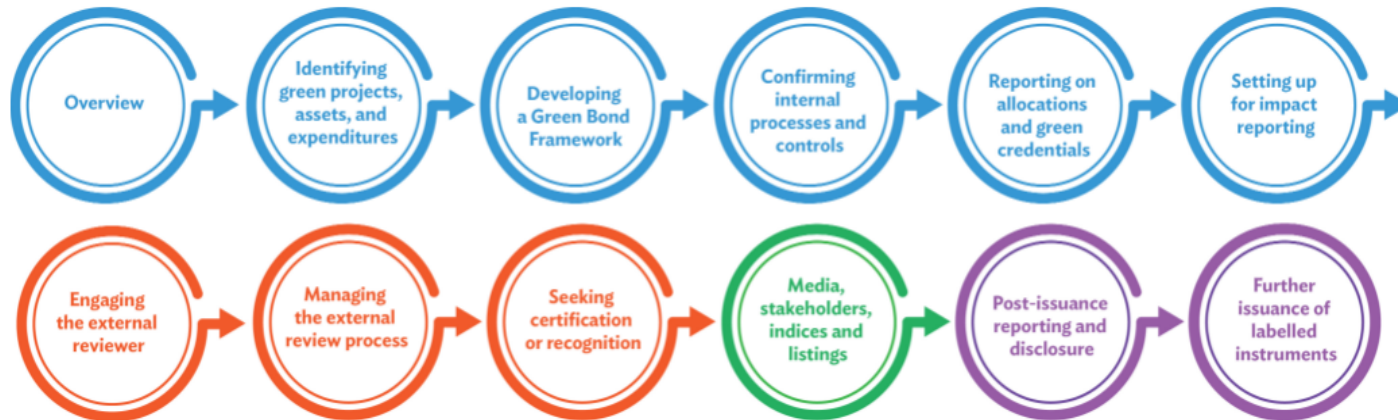 Overview
Identifying
green projects,
assets, and
expenditures
Developing
a Green Bond
Framework
Confirming
internal
processes and
controls
Reporting on
allocations
and green
credentials
Setting up
for impact
reporting
Engaging
the external
reviewer
Managing
the external
review process
Seeking
certification
or recognition
Media,
stakeholders,
indices and
listings
Post-issuance
reporting and
disclosure
Further
issuance of
labelled
instruments